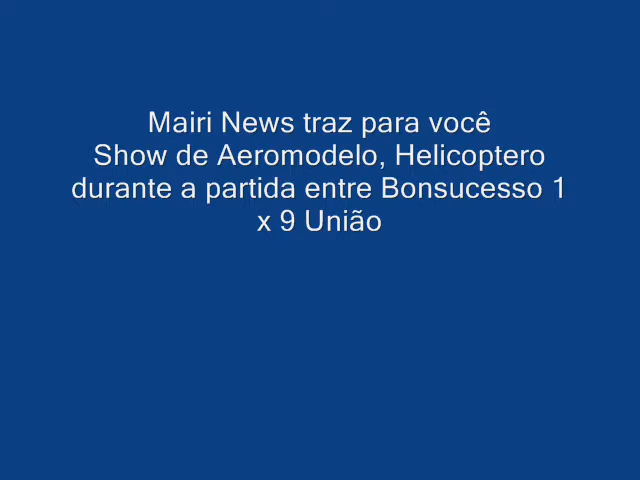 Mairi News traz para você
Show de Aeromodelo, Helicoptero
durante a partida entre Bonsucesso 1
x 9 União